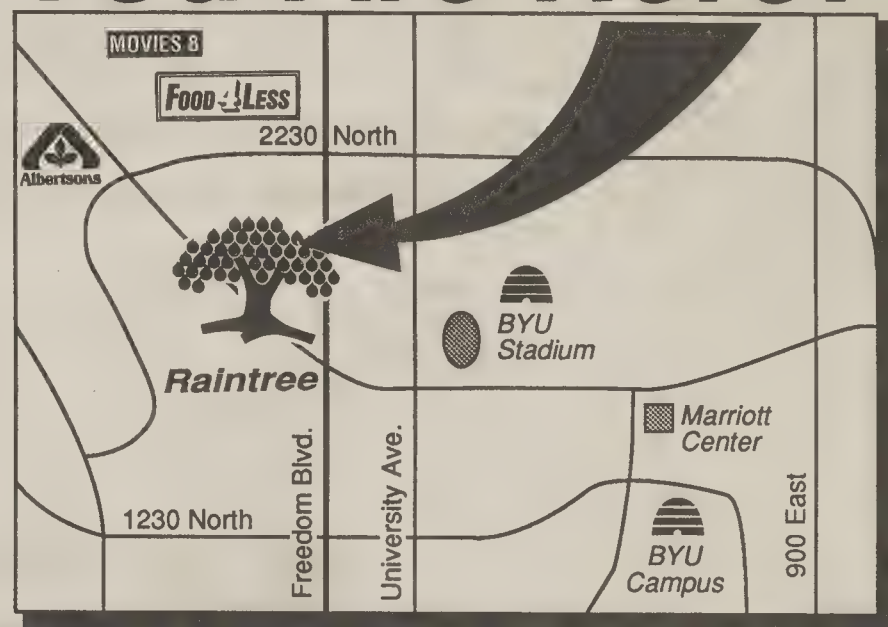 MOVIES 8
FOOD 4 LESS
2230 North
Albertsons
BYU
Stadium
Raintree
Marriott
Center
Freedom Blvd.
University Ave.
900 East
1230 North
BYU
Campus